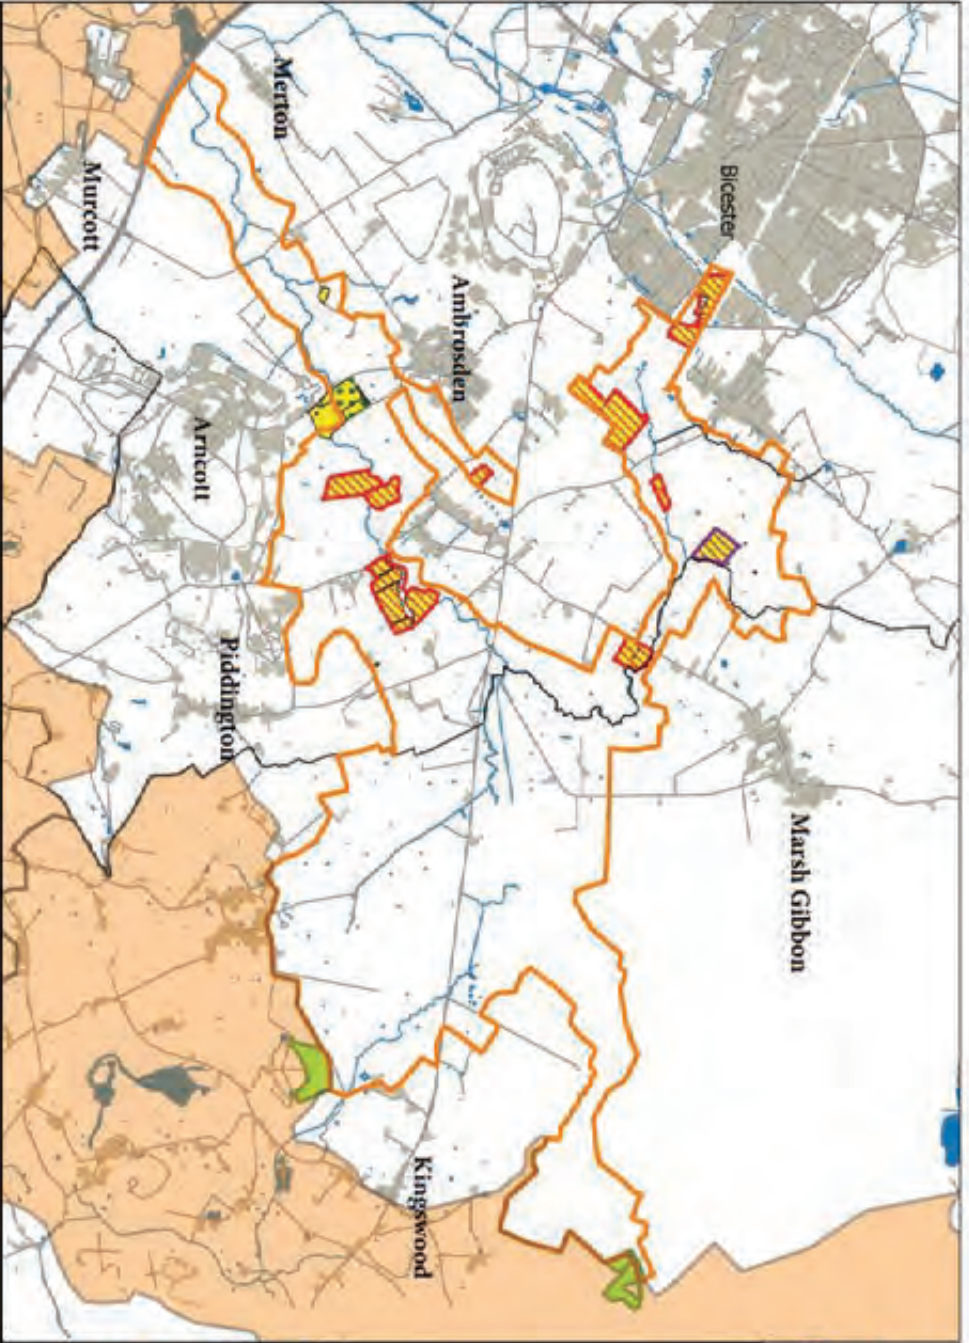 Bicester
Marsh Gibbon
Ambrosden
Merton
Kingswood
Piddington
Arncott
Murcott